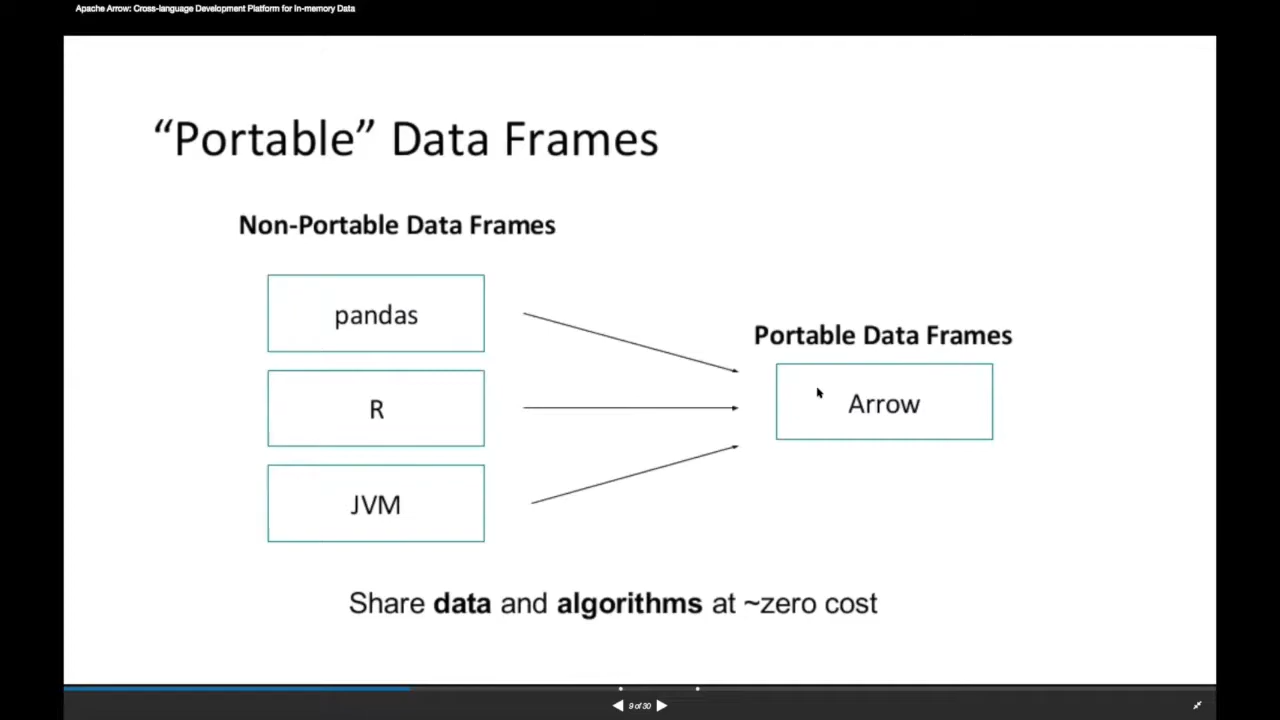 Apache Arrow: Cross-language Development Platform for In-memory Data
“Portable” Data Frames
Non-Portable Data Frames
pandas
R
JVM
Portable Data Frames
Arrow
Share data and algorithms at ~zero cost
9 of 30